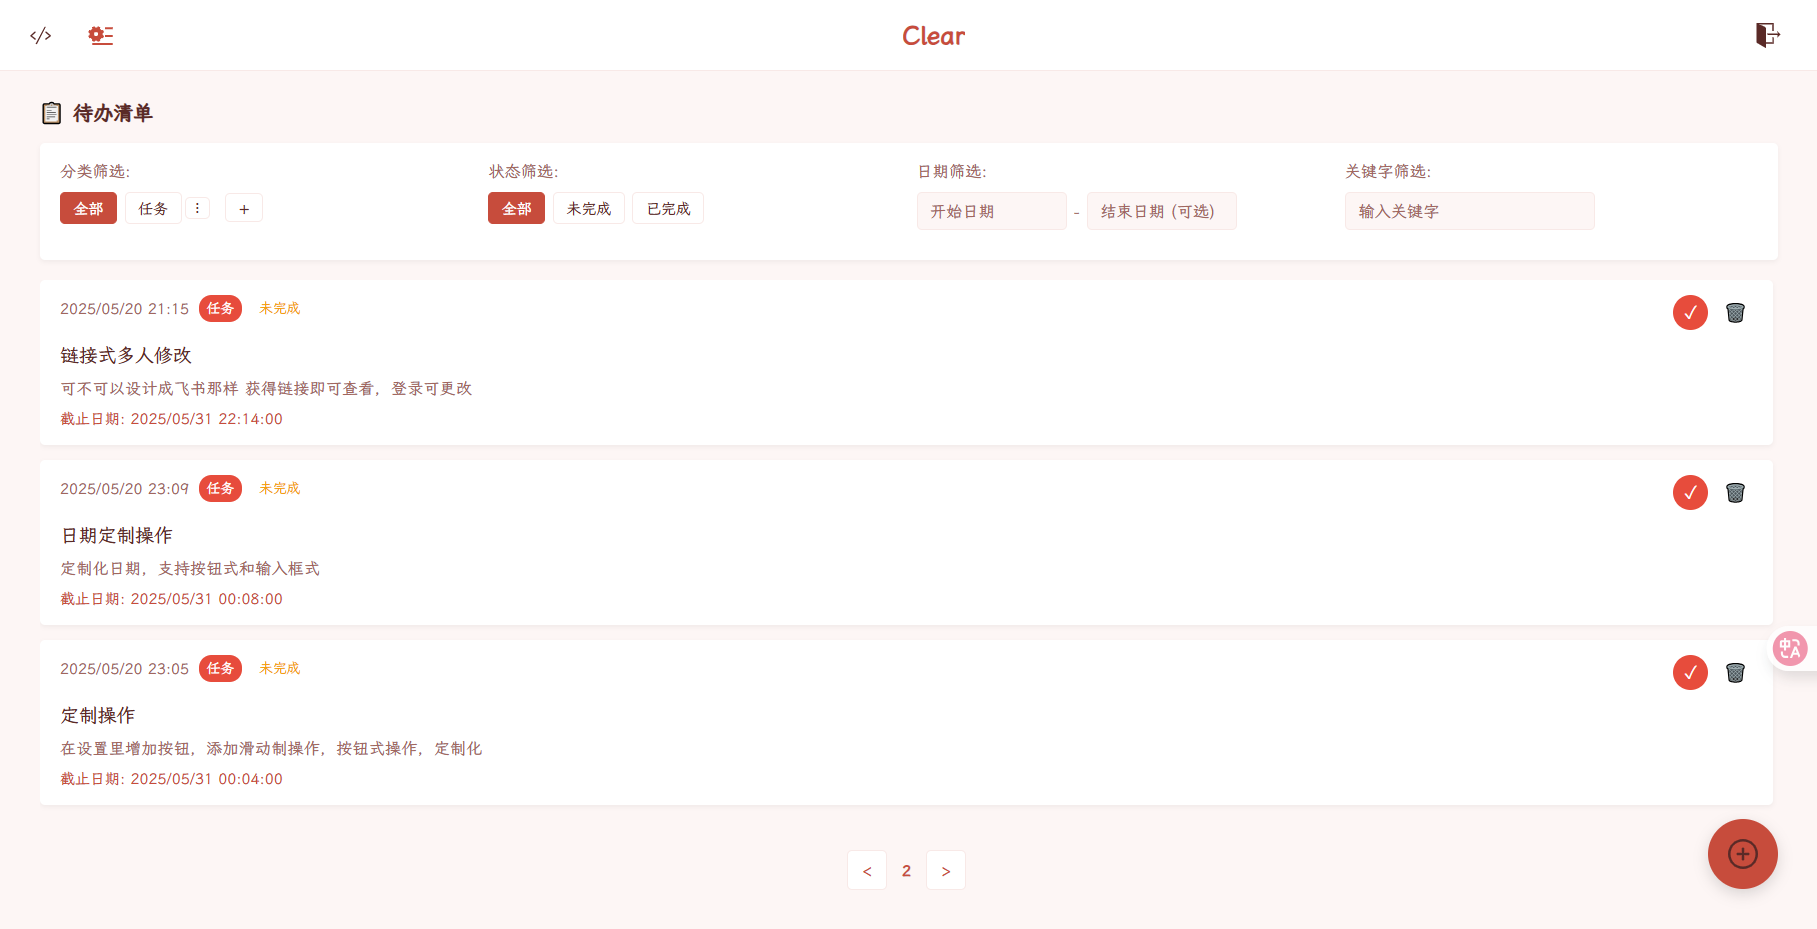 </>
Clear
待办清单
分类筛选:
全部 任务 ⋮ +
状态筛选:
全部 未完成 已完成
日期筛选:
开始日期 - 结束日期 (可选)
关键字筛选:
输入关键字
2025/05/20 21:15 任务 未完成
链接式多人修改
可不可以设计成飞书那样 获得链接即可查看，登录可更改
截止日期: 2025/05/31 22:14:00
2025/05/20 23:09 任务 未完成
日期定制操作
定制化日期，支持按钮式和输入框式
截止日期: 2025/05/31 00:08:00
2025/05/20 23:05 任务 未完成
定制操作
在设置里增加按钮，添加滑动制操作，按钮式操作，定制化
截止日期: 2025/05/31 00:04:00
中A
< 2 >